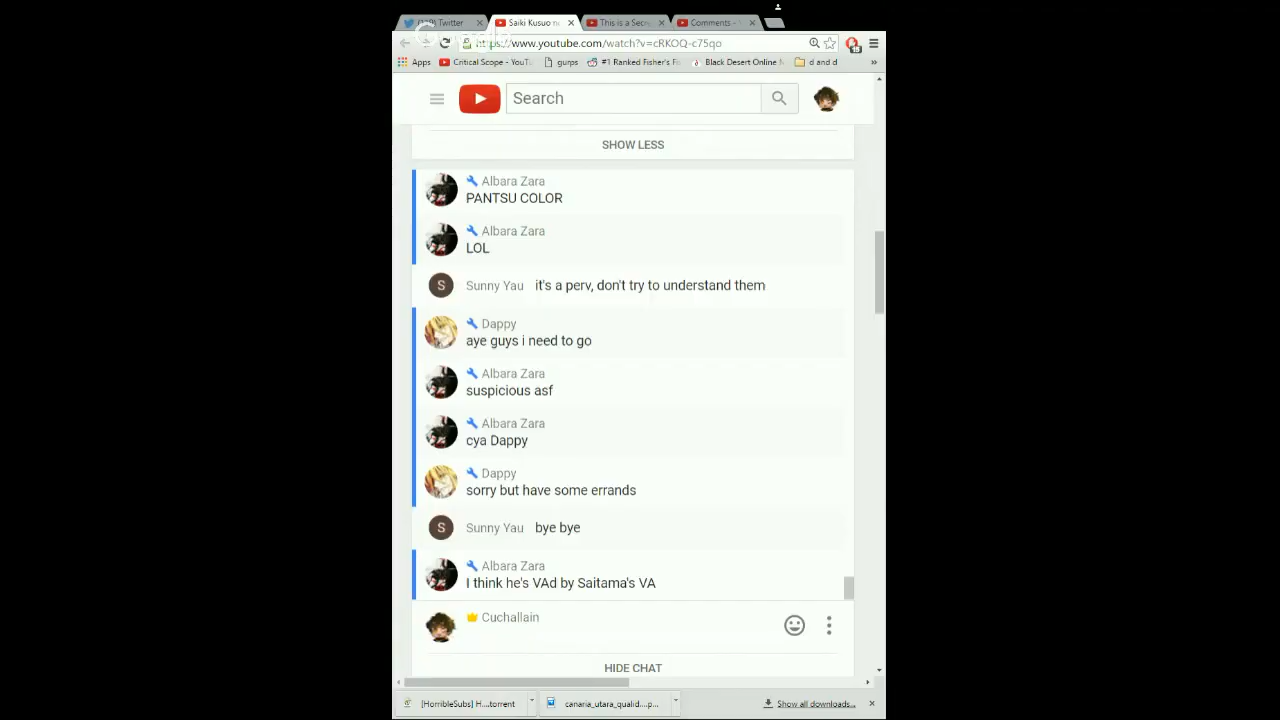 Twitter
Saiki Kusuo no
This is a Secre
Comments -
https://www.youtube.com/watch?v=cRKOQ-c75qo
Apps
Critical Scope - YouTu
gurps
#1 Ranked Fisher's Fi
Black Desert Online N
d and d
»
Search
SHOW LESS
Albara Zara
PANTSU COLOR
Albara Zara
LOL
S Sunny Yau it's a perv, don't try to understand them
Dappy
aye guys i need to go
Albara Zara
suspicious asf
Albara Zara
cya Dappy
Dappy
sorry but have some errands
S Sunny Yau bye bye
Albara Zara
I think he's VAd by Saitama's VA
Cuchallain
HIDE CHAT
[HorribleSubs] H....torrent
canaria_utara_qualid....p...
Show all downloads...